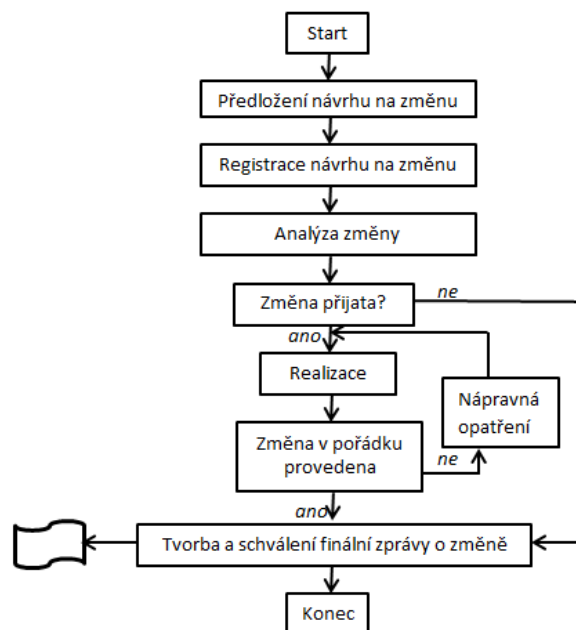 Start
Předložení návrhu na změnu
Registrace návrhu na změnu
Analýza změny
Změna přijata?
ne
ano
Realizace
Nápravná
opatření
Změna v pořádku
provedena
ne
ano
Tvorba a schválení finální zprávy o změně
Konec